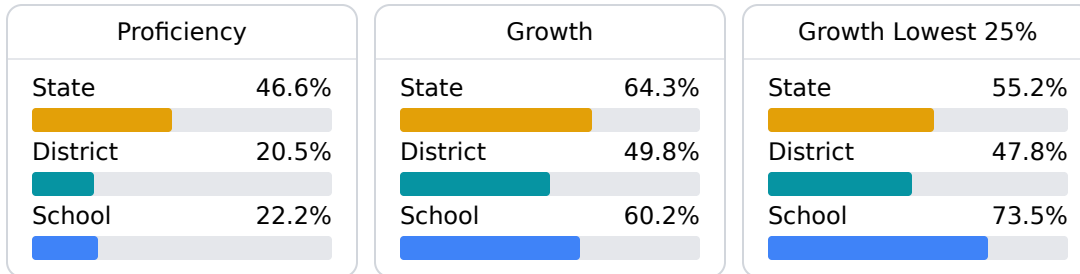 Proficiency
State 46.6%
District 20.5%
School 22.2%
Growth
State 64.3%
District 49.8%
School 60.2%
Growth Lowest 25%
State 55.2%
District 47.8%
School 73.5%